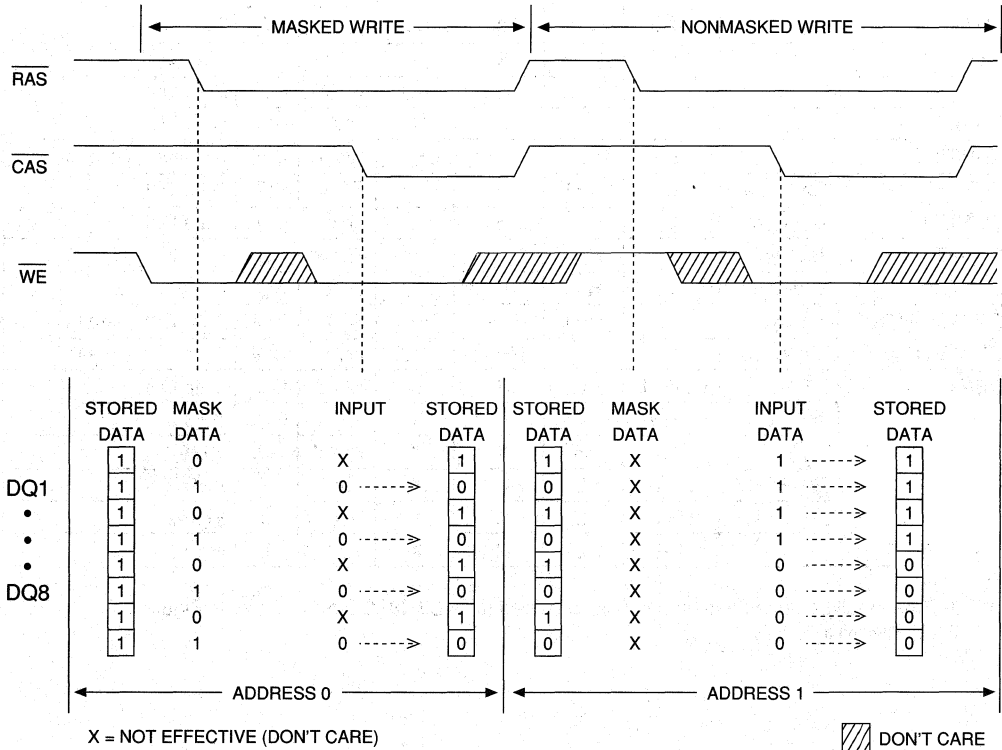 MASKED WRITE NONMASKED WRITE
RAS
CAS
WE
STORED MASK INPUT STORED STORED MASK INPUT STORED
DATA DATA DATA DATA DATA DATA DATA
1 0 X 1 1 X 1 1
DQ1 1 1 0 0 0 X 1 1
• 1 0 X 1 1 X 1 1
• 1 1 0 0 0 X 1 1
• 1 0 X 1 1 X 0 0
DQ8 1 1 0 0 0 X 0 0
1 0 X 1 1 X 0 0
1 1 0 0 0 X 0 0
ADDRESS 0 ADDRESS 1
X = NOT EFFECTIVE (DON'T CARE) DON'T CARE